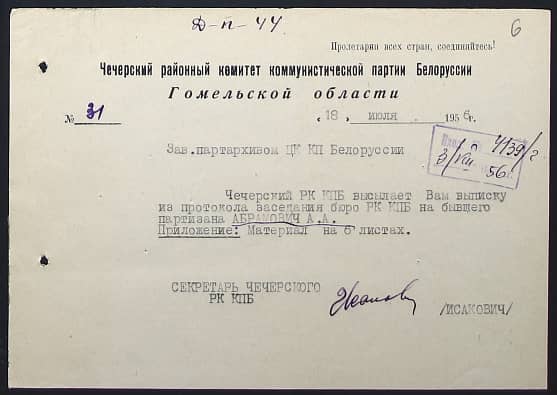 Д-п-44
6
Пролетарии всех стран, соединяйтесь!
Чечерский районный комитет коммунистической партии Белоруссии
Гомельской области
№ 31
„ 18 „ июля 1956 г.
4139/г
3/VIII 56.
Зав. партархивом ЦК КП Белоруссии
Чечерский РК КПБ высылает Вам выписку
из протокола заседания бюро РК КПБ на бывшего
партизана АБРАМОВИЧ А.А.
Приложение: Материал на 6 листах.
СЕКРЕТАРЬ ЧЕЧЕРСКОГО
РК КПБ
/ИСАКОВИЧ/